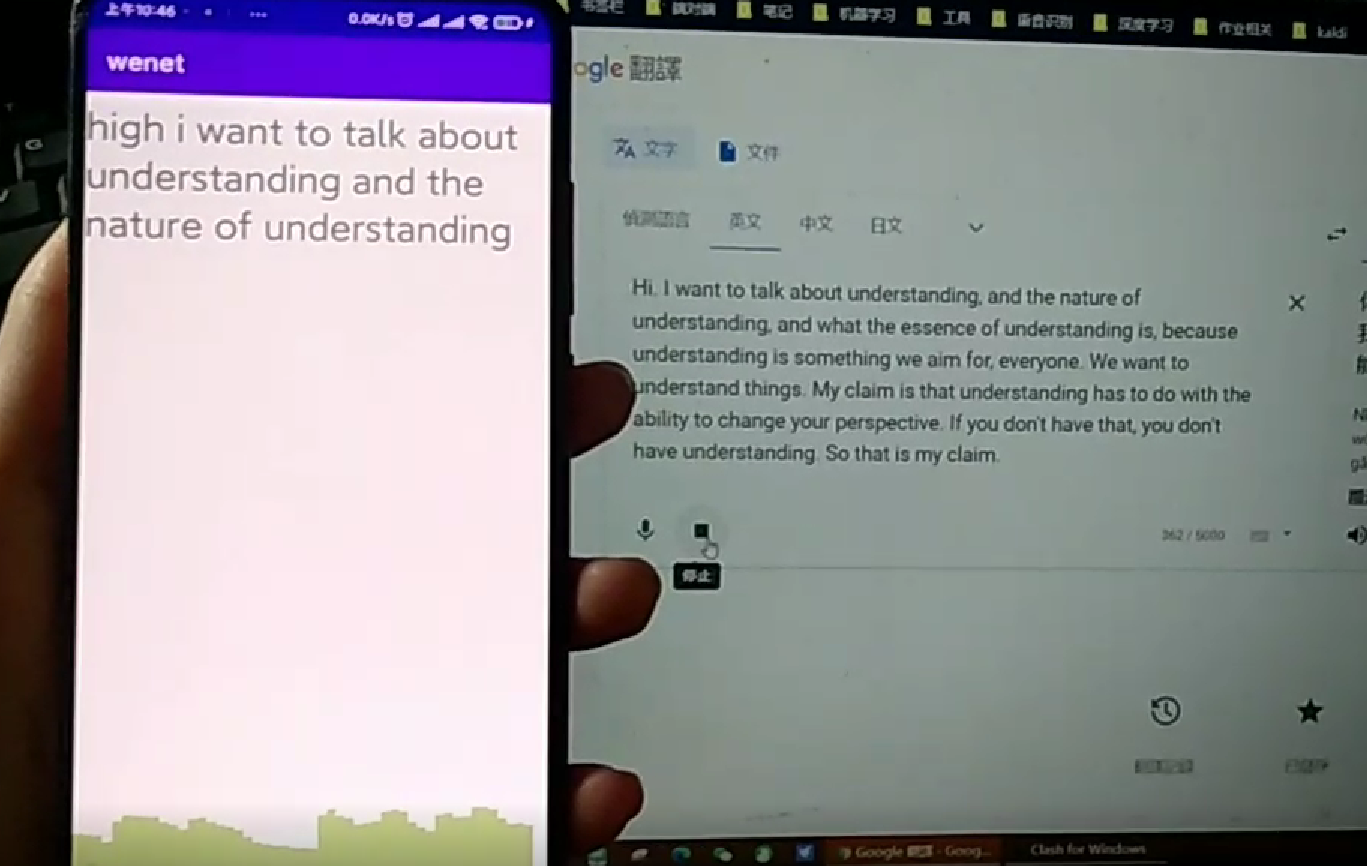 上午10:46
0.0K/s
wenet
high i want to talk about
understanding and the
nature of understanding
书签栏 笔记 机器学习 工具 语音识别 深度学习 作业相关 kaldi
ogle 翻譯
文字 文件
偵測語言 英文 中文 日文
Hi. I want to talk about understanding, and the nature of
understanding, and what the essence of understanding is, because
understanding is something we aim for, everyone. We want to
understand things. My claim is that understanding has to do with the
ability to change your perspective. If you don't have that, you don't
have understanding. So that is my claim.
362 / 5000
停止
Google - Goog...
Clash for Windows